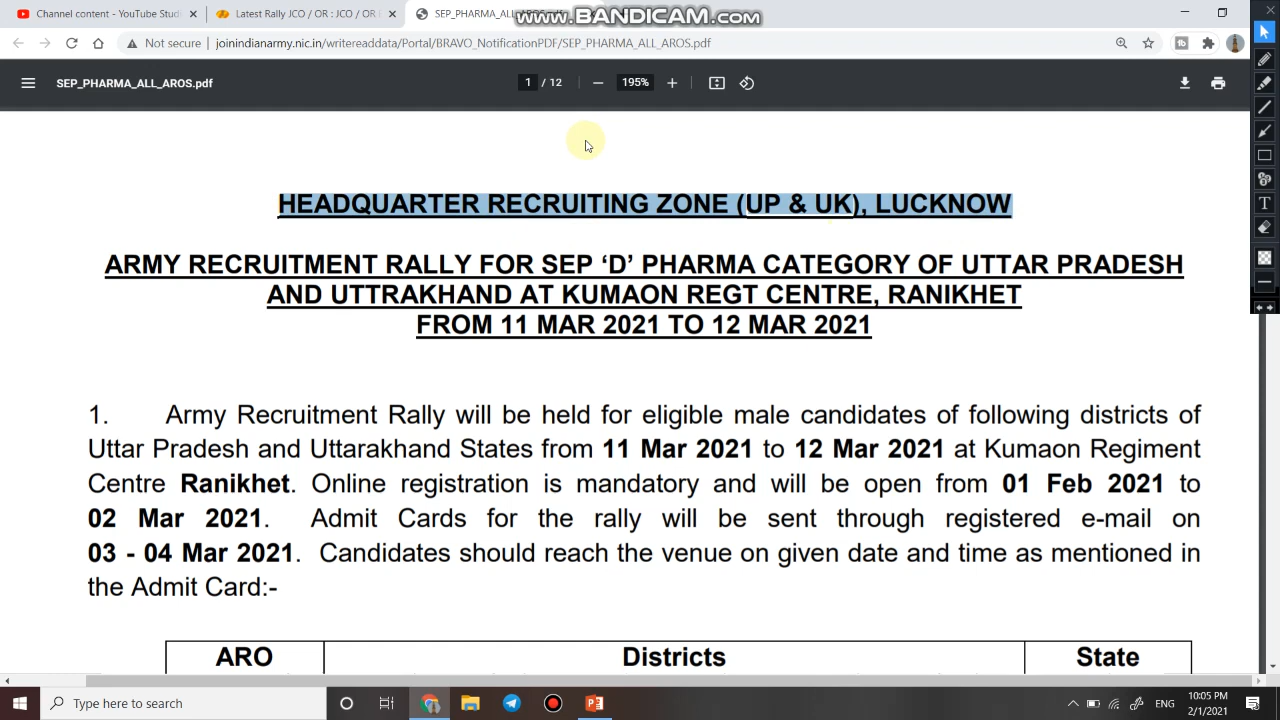 Channel content - YouTube Studi
Latest Rally JCO / OR : JCO / OR
SEP_PHARMA_ALL_AROS.pdf
www.BANDICAM.com
Not secure | joinindianarmy.nic.in/writereaddata/Portal/BRAVO_NotificationPDF/SEP_PHARMA_ALL_AROS.pdf
SEP_PHARMA_ALL_AROS.pdf
1 / 12
195%
HEADQUARTER RECRUITING ZONE (UP & UK), LUCKNOW
ARMY RECRUITMENT RALLY FOR SEP ‘D’ PHARMA CATEGORY OF UTTAR PRADESH
AND UTTRAKHAND AT KUMAON REGT CENTRE, RANIKHET
FROM 11 MAR 2021 TO 12 MAR 2021
1. Army Recruitment Rally will be held for eligible male candidates of following districts of
Uttar Pradesh and Uttarakhand States from 11 Mar 2021 to 12 Mar 2021 at Kumaon Regiment
Centre Ranikhet. Online registration is mandatory and will be open from 01 Feb 2021 to
02 Mar 2021. Admit Cards for the rally will be sent through registered e-mail on
03 - 04 Mar 2021. Candidates should reach the venue on given date and time as mentioned in
the Admit Card:-
ARO Districts State
Type here to search
ENG
10:05 PM
2/1/2021